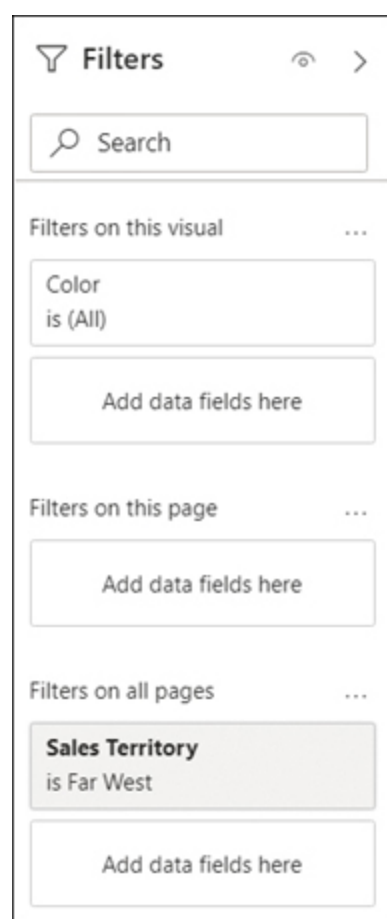 Filters
Search
Filters on this visual
...
Color
is (All)
Add data fields here
Filters on this page
...
Add data fields here
Filters on all pages
...
Sales Territory
is Far West
Add data fields here